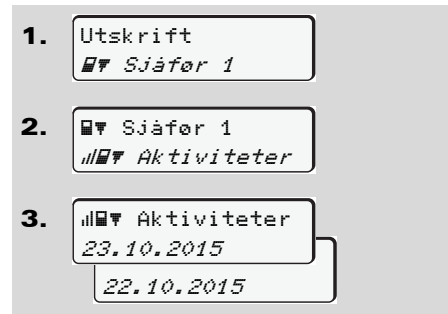 1.
Utskrift
Sjåfør 1
2.
Sjåfør 1
Aktiviteter
3.
Aktiviteter
23.10.2015
22.10.2015